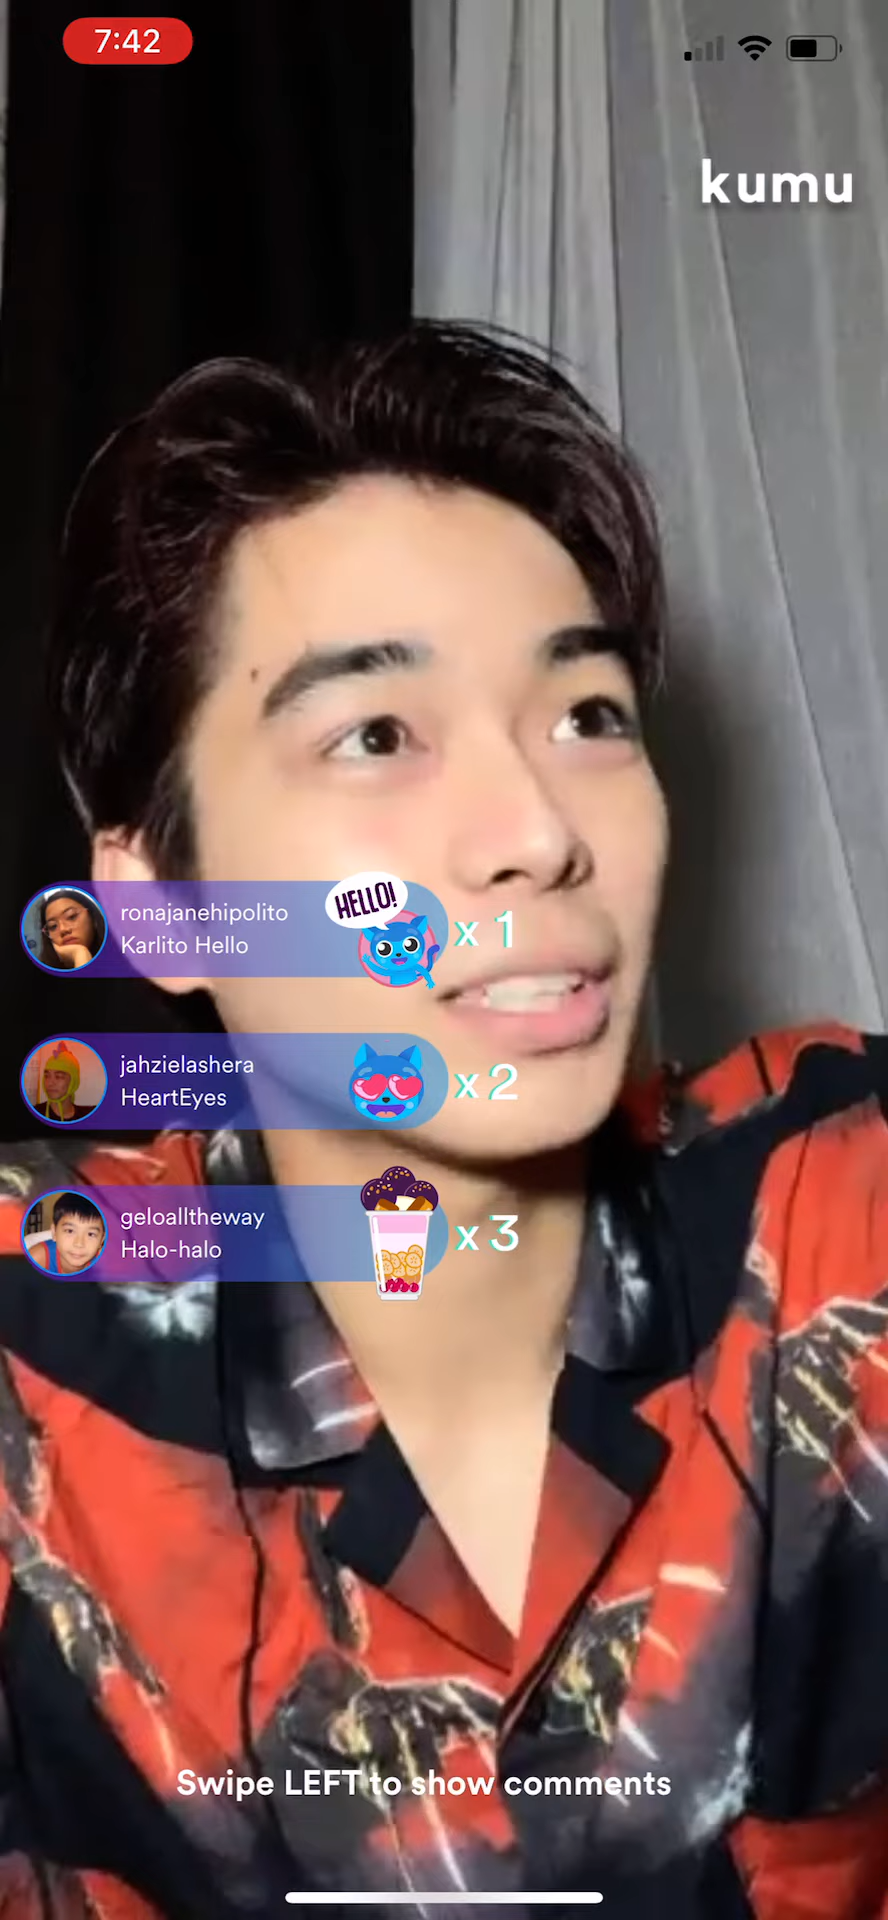 7:42
kumu
ronajanehipolito
Karlito Hello
HELLO!
x 1
jahzielashera
HeartEyes
x 2
geloalltheway
Halo-halo
x 3
Swipe LEFT to show comments